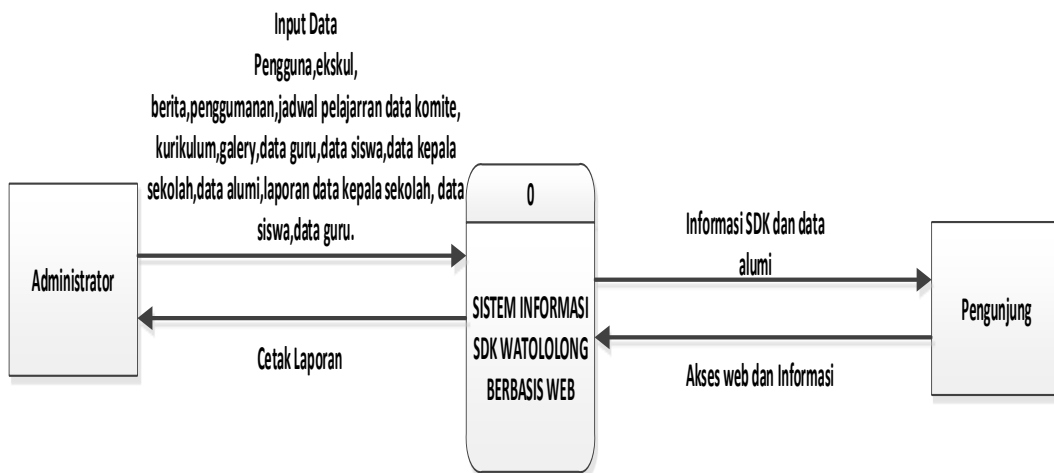 Input Data
Pengguna,ekskul,
berita,penggumanan,jadwal pelajarran data komite,
kurikulum,galery,data guru,data siswa,data kepala
sekolah,data alumi,laporan data kepala sekolah, data
siswa,data guru.
Administrator
Cetak Laporan
0
SISTEM INFORMASI
SDK WATOLOLONG
BERBASIS WEB
Informasi SDK dan data
alumi
Akses web dan Informasi
Pengunjung